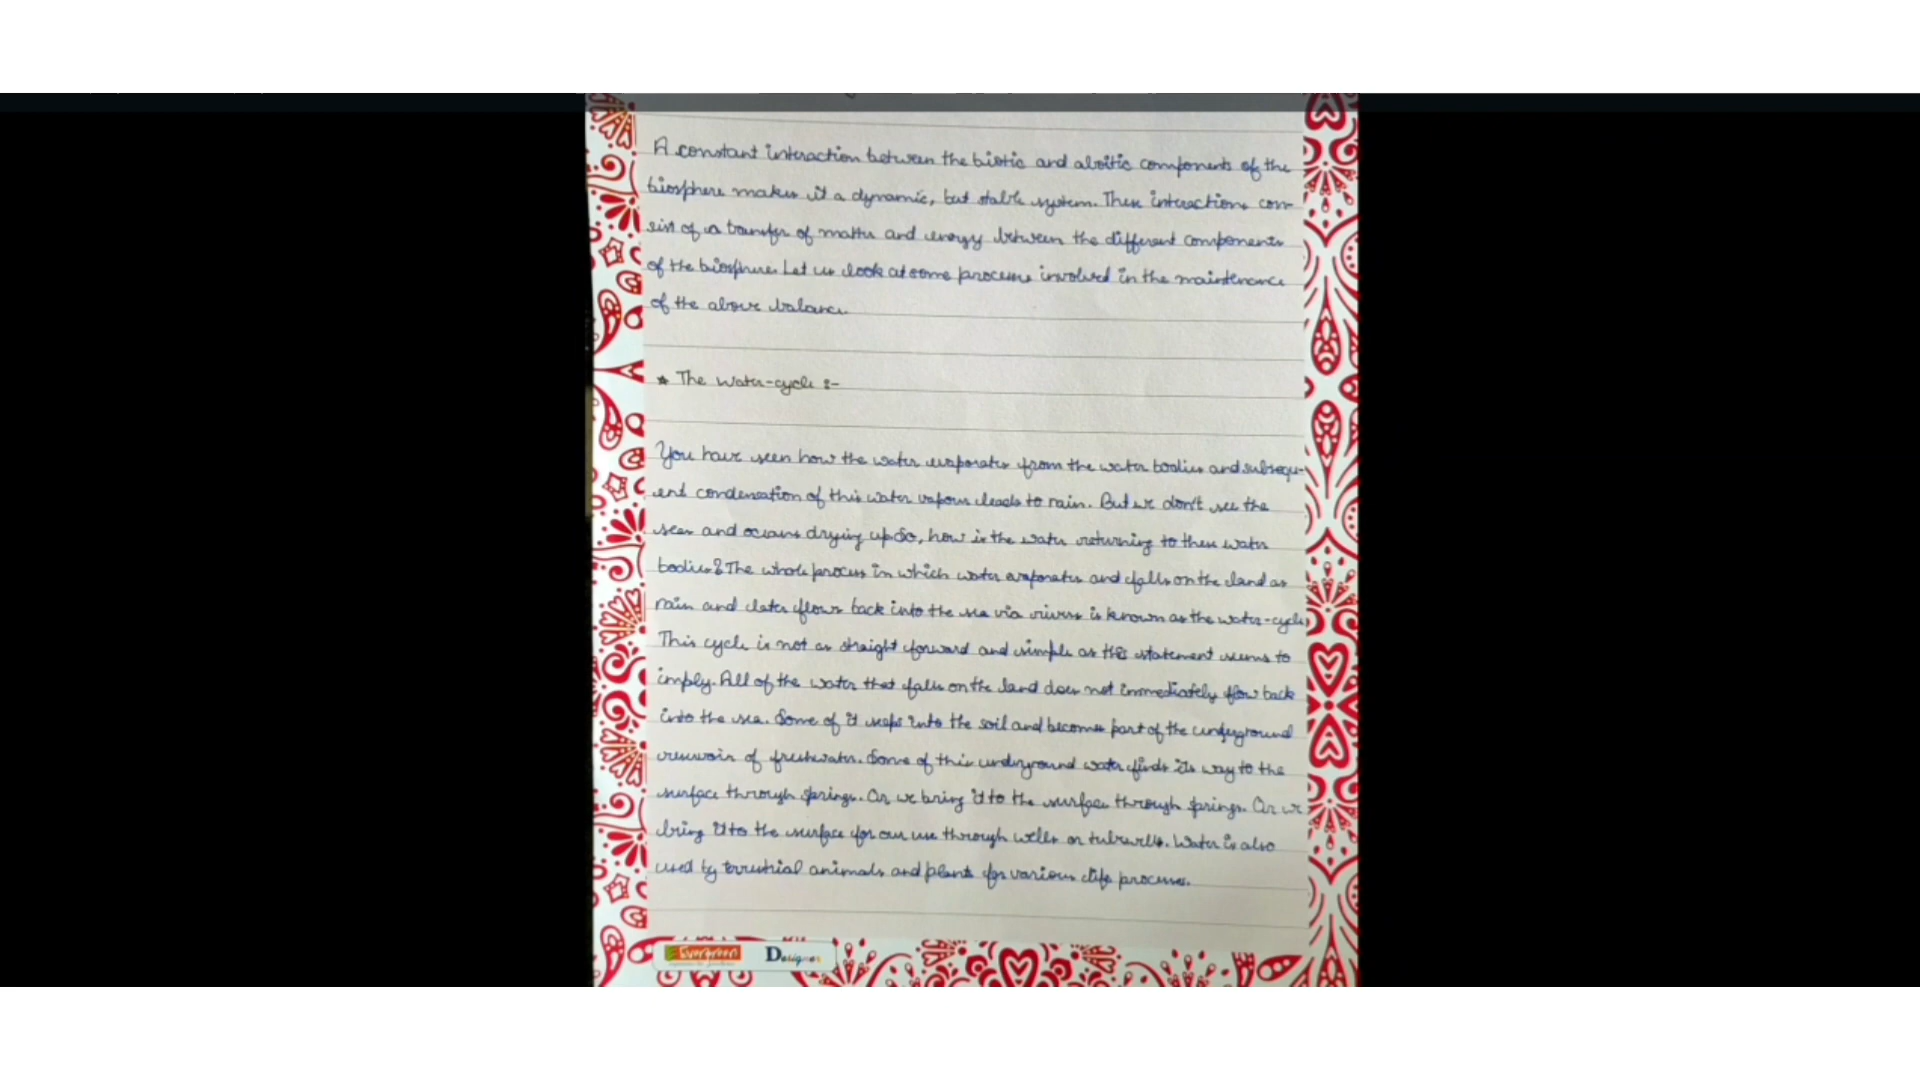 A constant interaction between the biotic and aboitic components of the
biosphere makes it a dynamic, but stable system. These interactions con-
sist of a transfer of matter and energy between the different components
of the biosphere. Let us look at some process involved in the maintenance
of the above balance.
* The water-cycle :-
You have seen how the water evaporates from the water bodies and subsequ-
ent condensation of this water vapour leads to rain. But we don't see the
seas and oceans drying up. So, how is the water returning to these water
bodies? The whole process in which water evaporates and falls on the land as
rain and later flows back into the sea via rivers is known as the water-cycle.
This cycle is not as straight forward and simple as this statement seems to
imply. All of the water that falls on the land does not immediately flow back
into the sea. Some of it seeps into the soil and becomes part of the underground
reservoir of freshwater. Some of this underground water finds its way to the
surface through springs. Or we bring it to the surface through springs. Or we
bring it to the surface for our use through wells or tubewells. Water is also
used by terrestrial animals and plants for various life processes.
Evergreen
Designer